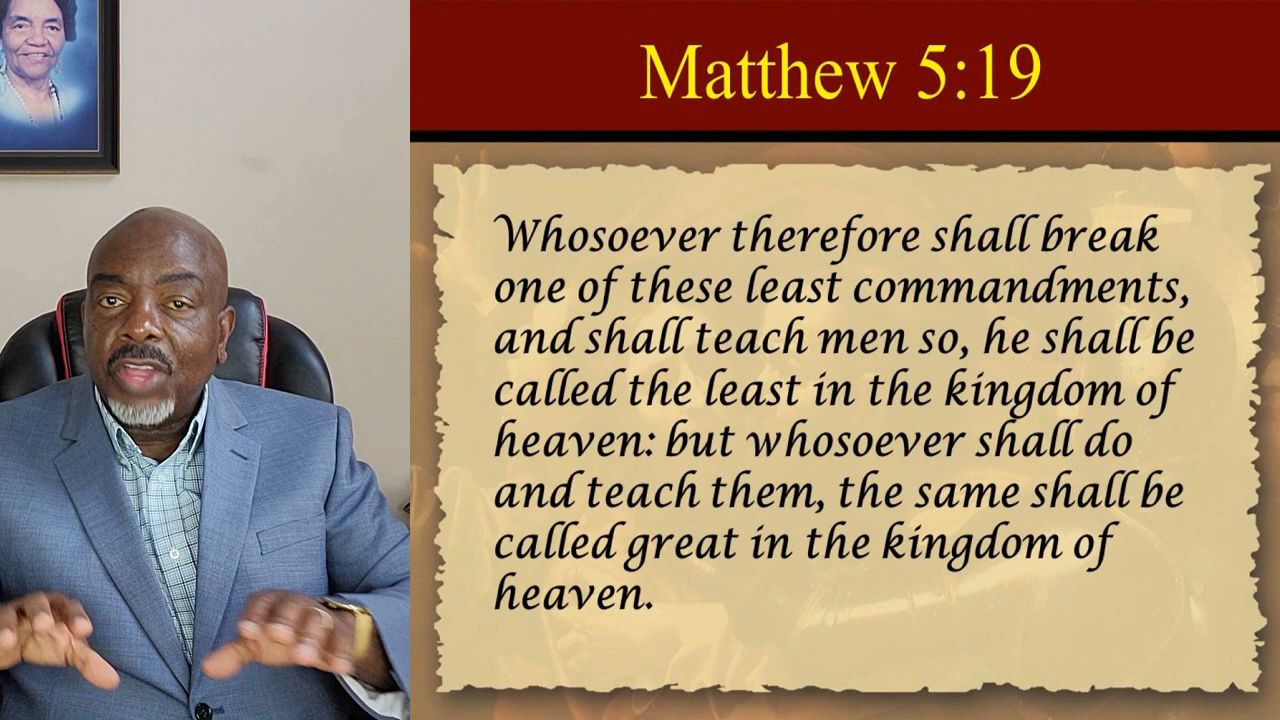 Matthew 5:19
Whosoever therefore shall break
one of these least commandments,
and shall teach men so, he shall be
called the least in the kingdom of
heaven: but whosoever shall do
and teach them, the same shall be
called great in the kingdom of
heaven.